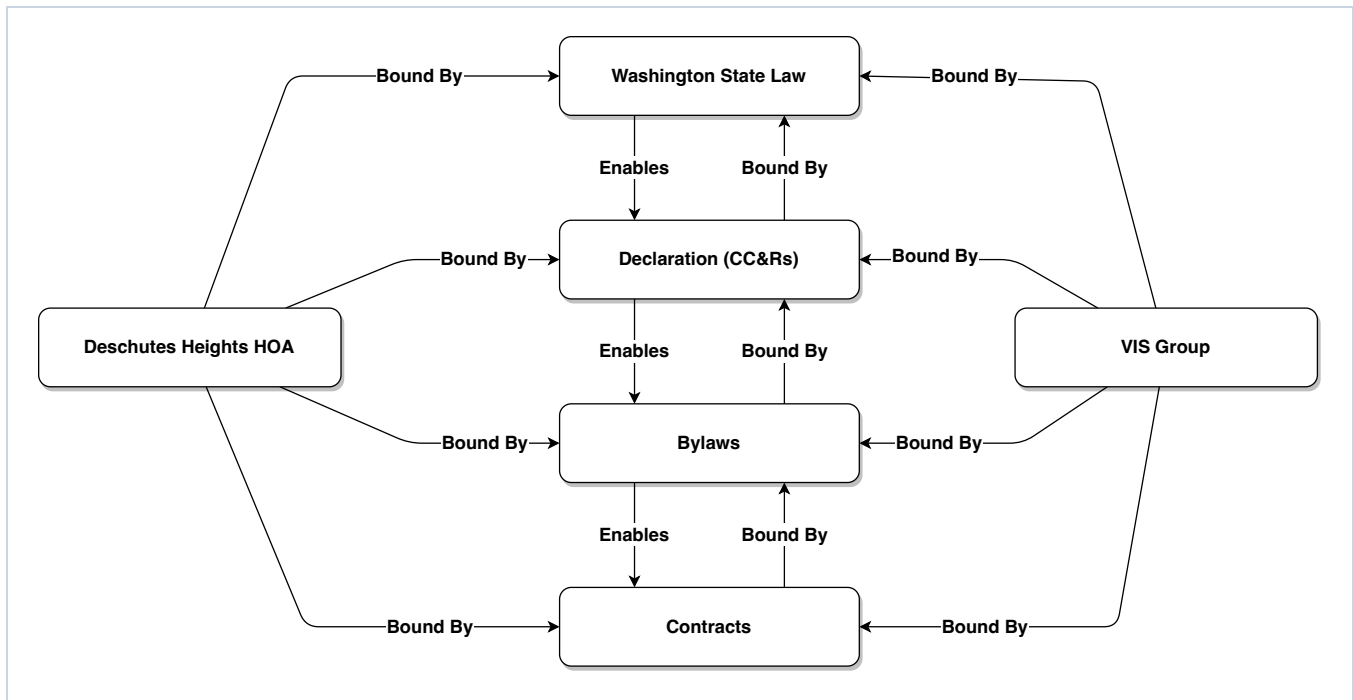 Bound By Washington State Law Bound By
Enables Bound By
Bound By Declaration (CC&Rs) Bound By
Deschutes Heights HOA Enables Bound By VIS Group
Bound By Bylaws Bound By
Enables Bound By
Bound By Contracts Bound By